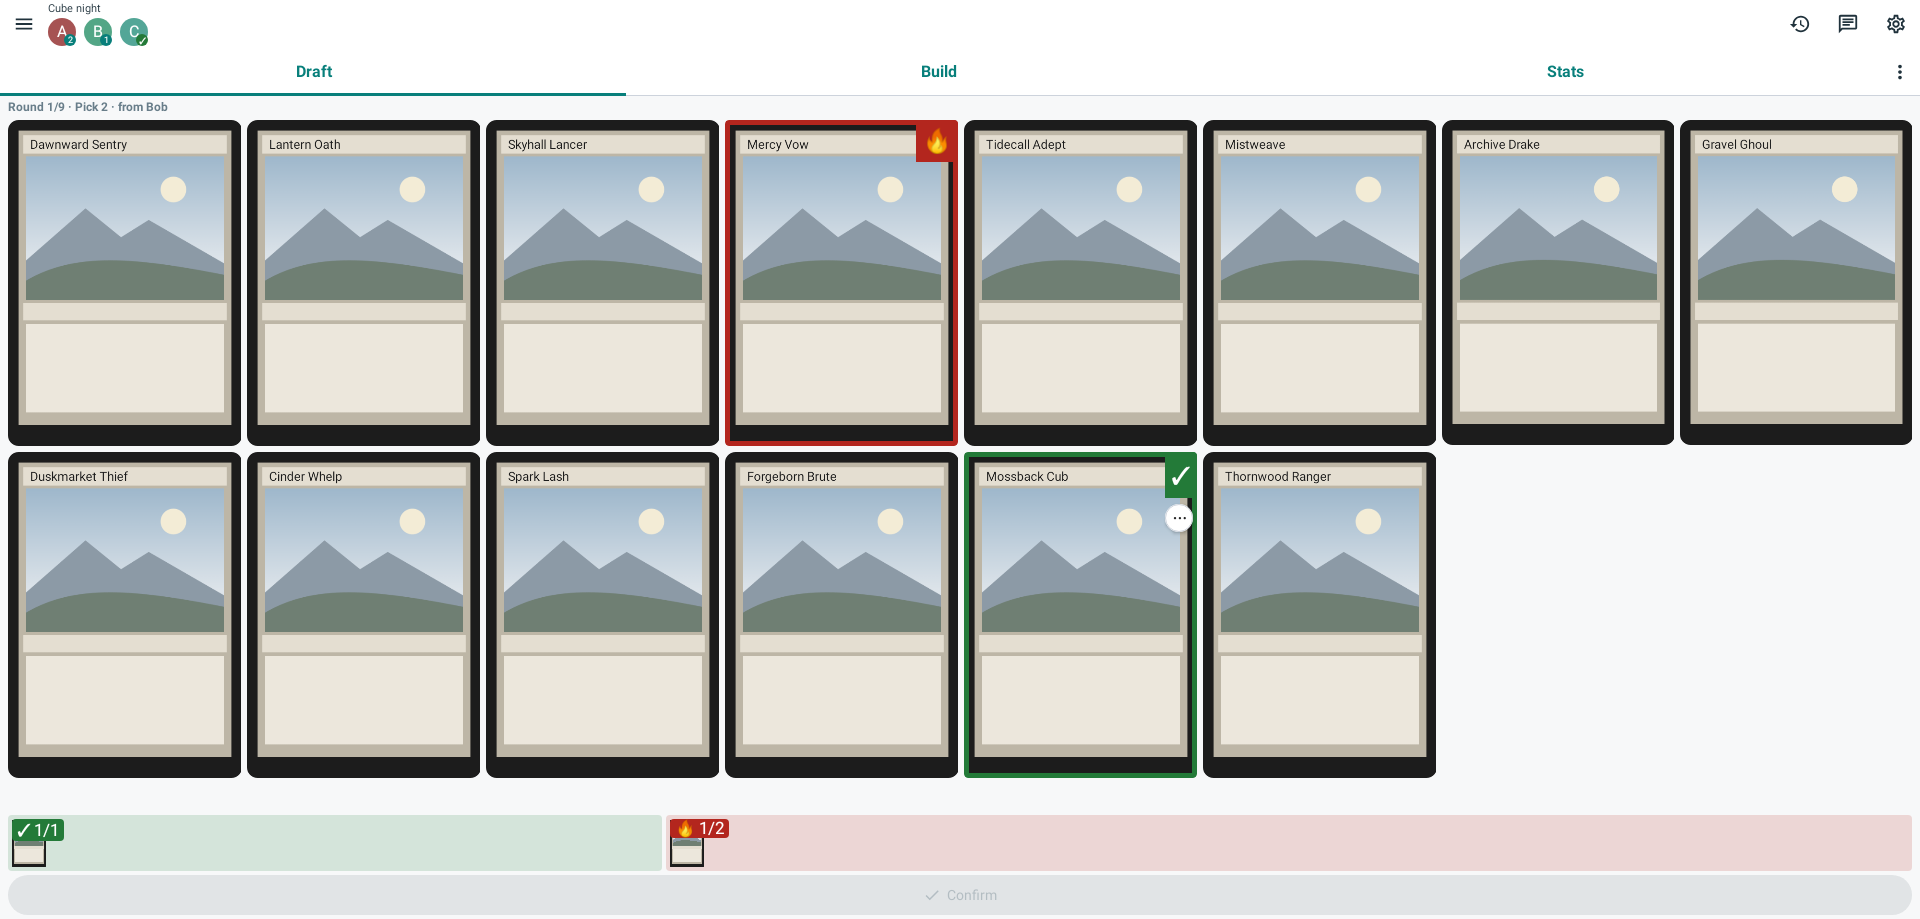 Cube night
A 2 B 1 C ✓
Draft Build Stats
Round 1/9 · Pick 2 · from Bob
Dawnward Sentry
Lantern Oath
Skyhall Lancer
Mercy Vow
Tidecall Adept
Mistweave
Archive Drake
Gravel Ghoul
Duskmarket Thief
Cinder Whelp
Spark Lash
Forgeborn Brute
Mossback Cub
Thornwood Ranger
✓ 1/1
🔥 1/2
Confirm